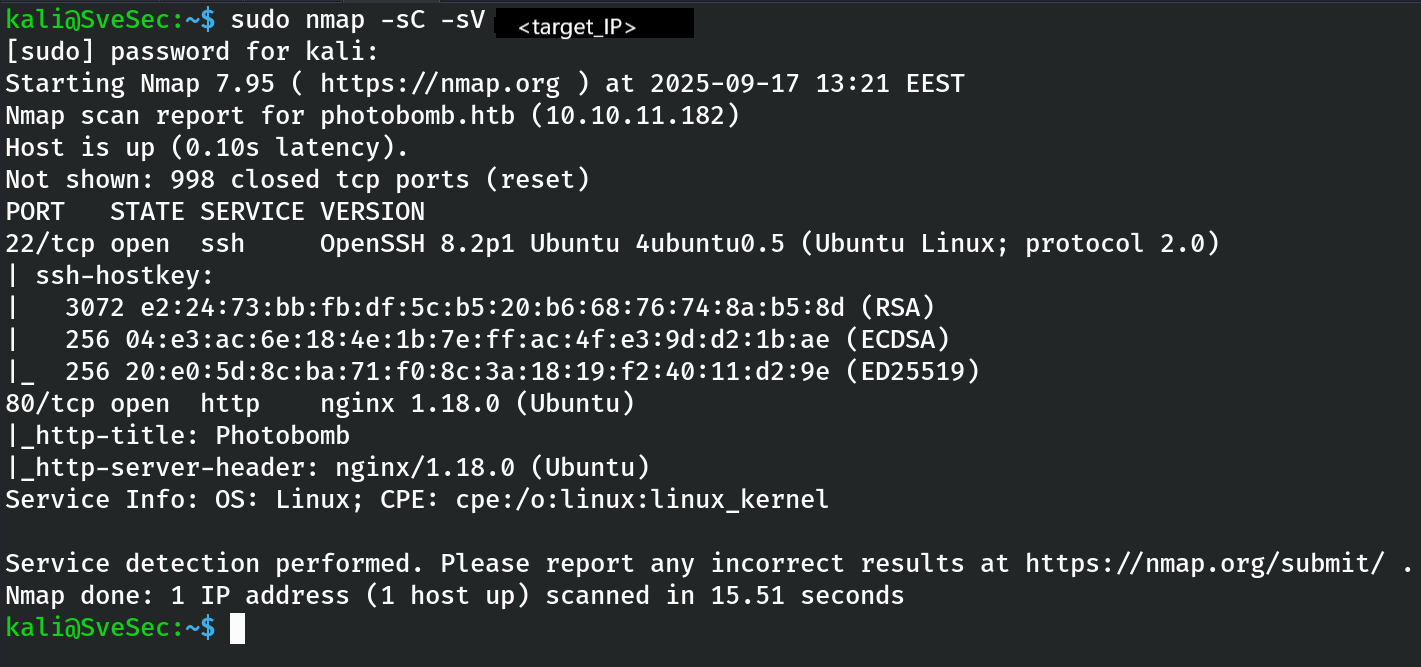 kali@SveSec:~$ sudo nmap -sC -sV <target_IP>
[sudo] password for kali:
Starting Nmap 7.95 ( https://nmap.org ) at 2025-09-17 13:21 EEST
Nmap scan report for photobomb.htb (10.10.11.182)
Host is up (0.10s latency).
Not shown: 998 closed tcp ports (reset)
PORT   STATE SERVICE VERSION
22/tcp open  ssh     OpenSSH 8.2p1 Ubuntu 4ubuntu0.5 (Ubuntu Linux; protocol 2.0)
| ssh-hostkey:
|   3072 e2:24:73:bb:fb:df:5c:b5:20:b6:68:76:74:8a:b5:8d (RSA)
|   256 04:e3:ac:6e:18:4e:1b:7e:ff:ac:4f:e3:9d:d2:1b:ae (ECDSA)
|_  256 20:e0:5d:8c:ba:71:f0:8c:3a:18:19:f2:40:11:d2:9e (ED25519)
80/tcp open  http    nginx 1.18.0 (Ubuntu)
|_http-title: Photobomb
|_http-server-header: nginx/1.18.0 (Ubuntu)
Service Info: OS: Linux; CPE: cpe:/o:linux:linux_kernel
Service detection performed. Please report any incorrect results at https://nmap.org/submit/ .
Nmap done: 1 IP address (1 host up) scanned in 15.51 seconds
kali@SveSec:~$